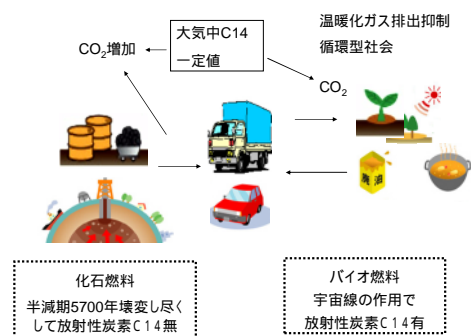 温暖化ガス排出抑制
循環型社会
大気中C14
一定値
CO₂増加
CO₂
廃油
化石燃料
半減期5700年壊変し尽く
して放射性炭素C14無
バイオ燃料
宇宙線の作用で
放射性炭素C14有